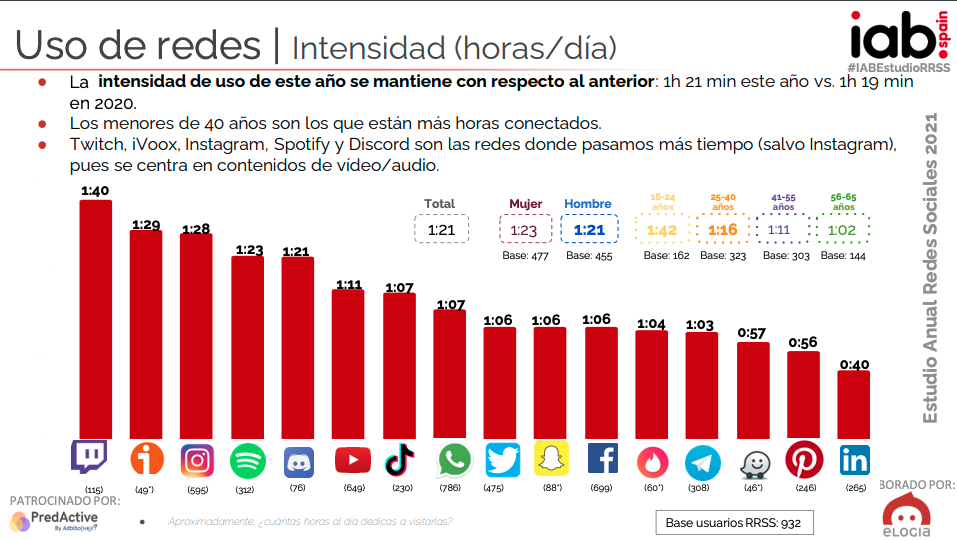 Uso de redes | Intensidad (horas/día)
iab.spain
#IABEstudioRRSS
● La intensidad de uso de este año se mantiene con respecto al anterior: 1h 21 min este año vs. 1h 19 min
en 2020.
● Los menores de 40 años son los que están más horas conectados.
● Twitch, iVoox, Instagram, Spotify y Discord son las redes donde pasamos más tiempo (salvo Instagram),
pues se centra en contenidos de vídeo/audio.
Estudio Anual Redes Sociales 2021
Total Mujer Hombre 16-24 años 25-40 años 41-55 años 56-65 años
1:21 1:23 1:21 1:42 1:16 1:11 1:02
Base: 477 Base: 455 Base: 162 Base: 323 Base: 303 Base: 144
1:40 1:29 1:28 1:23 1:21 1:11 1:07 1:07 1:06 1:06 1:06 1:04 1:03 0:57 0:56 0:40
(115) (49*) (595) (312) (76) (649) (230) (786) (475) (88*) (699) (60*) (308) (46*) (246) (265)
PATROCINADO POR:
PredActive
By Adbibo
● Aproximadamente, ¿cuántas horas al día dedicas a visitarlas?
Base usuarios RRSS: 932
BORADO POR:
eLOGIA